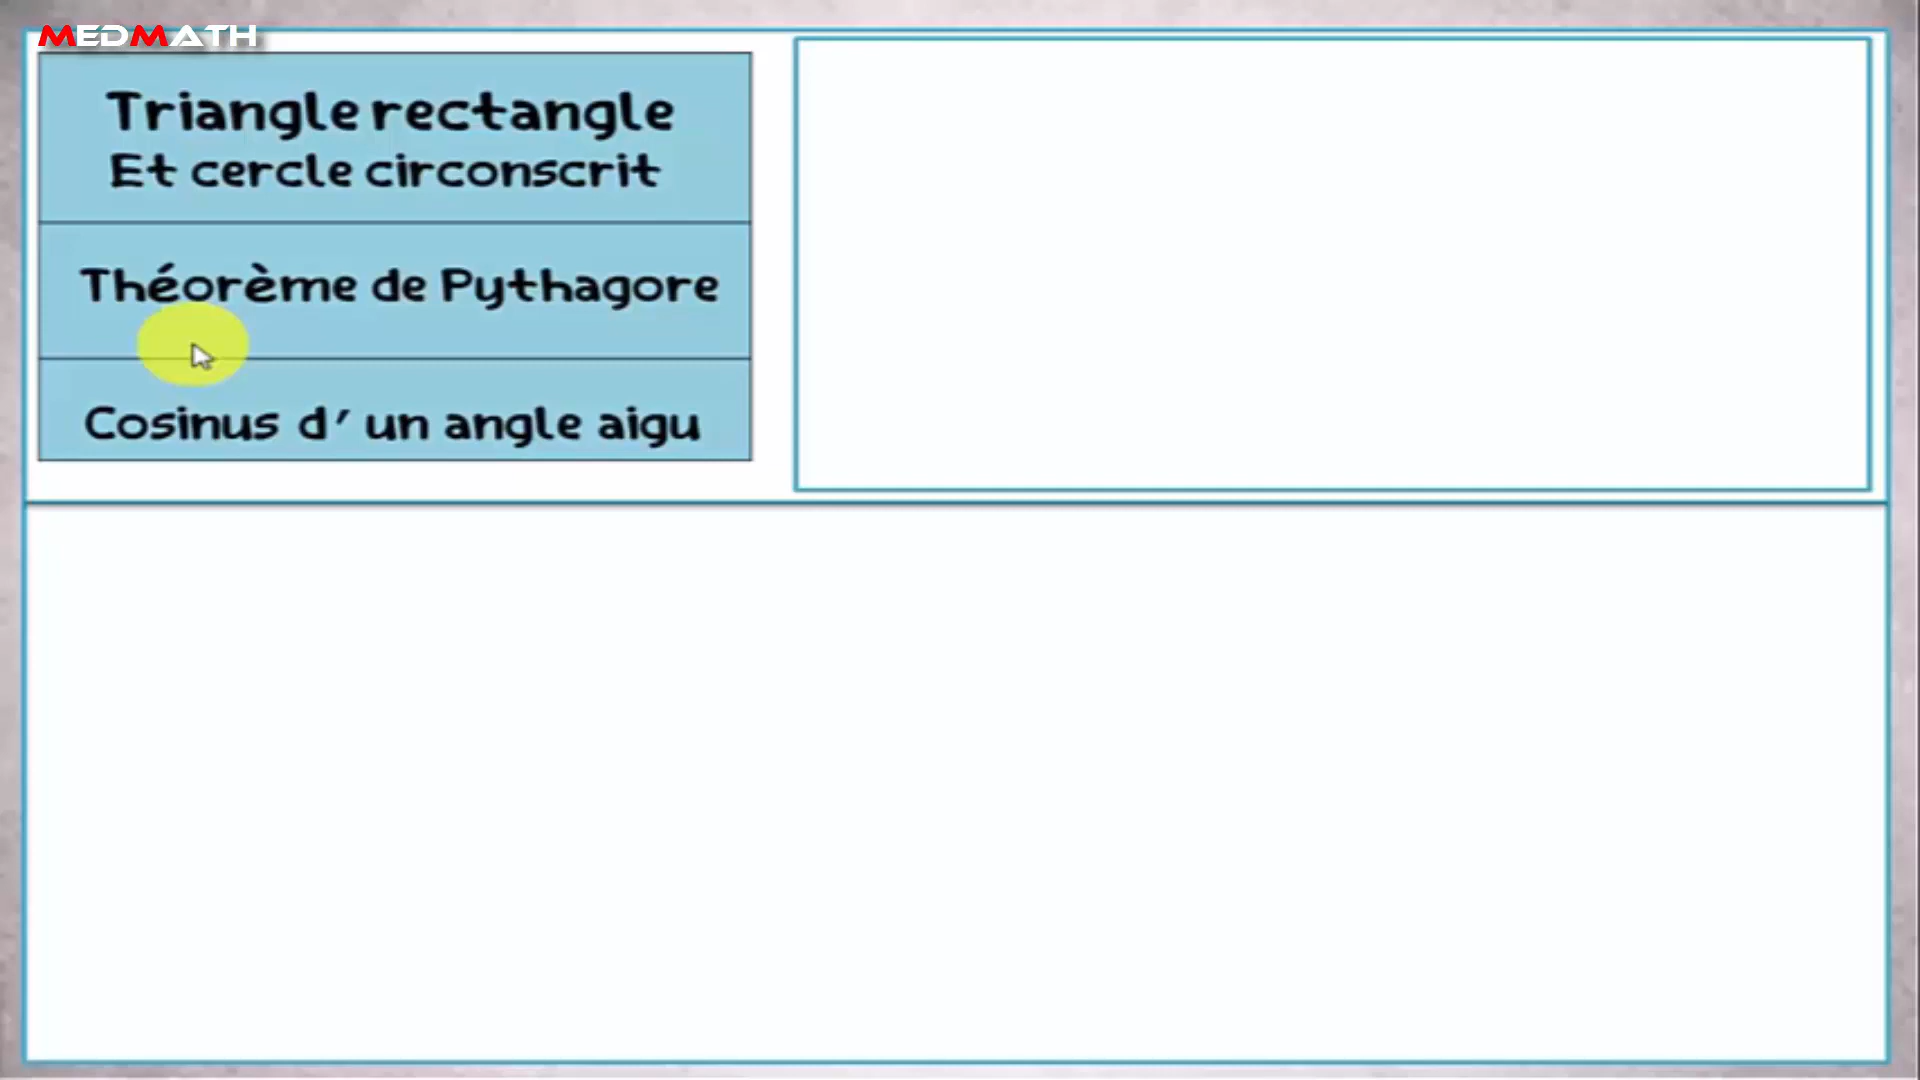 MEDMATH
Triangle rectangle
Et cercle circonscrit
Théorème de Pythagore
Cosinus d' un angle aigu